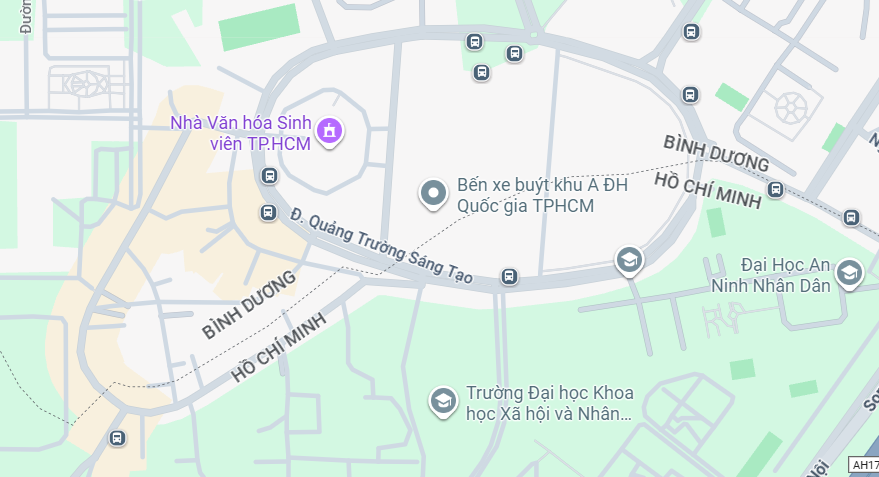 Đườn
Nhà Văn hóa Sinh
viên TP.HCM
BÌNH DƯƠNG
HỒ CHÍ MINH
Bến xe buýt khu A ĐH
Quốc gia TPHCM
Đ. Quảng Trường Sáng Tạo
Đại Học An
Ninh Nhân Dân
BÌNH DƯƠNG
HỒ CHÍ MINH
Trường Đại học Khoa
học Xã hội và Nhân...
Nội
AH17